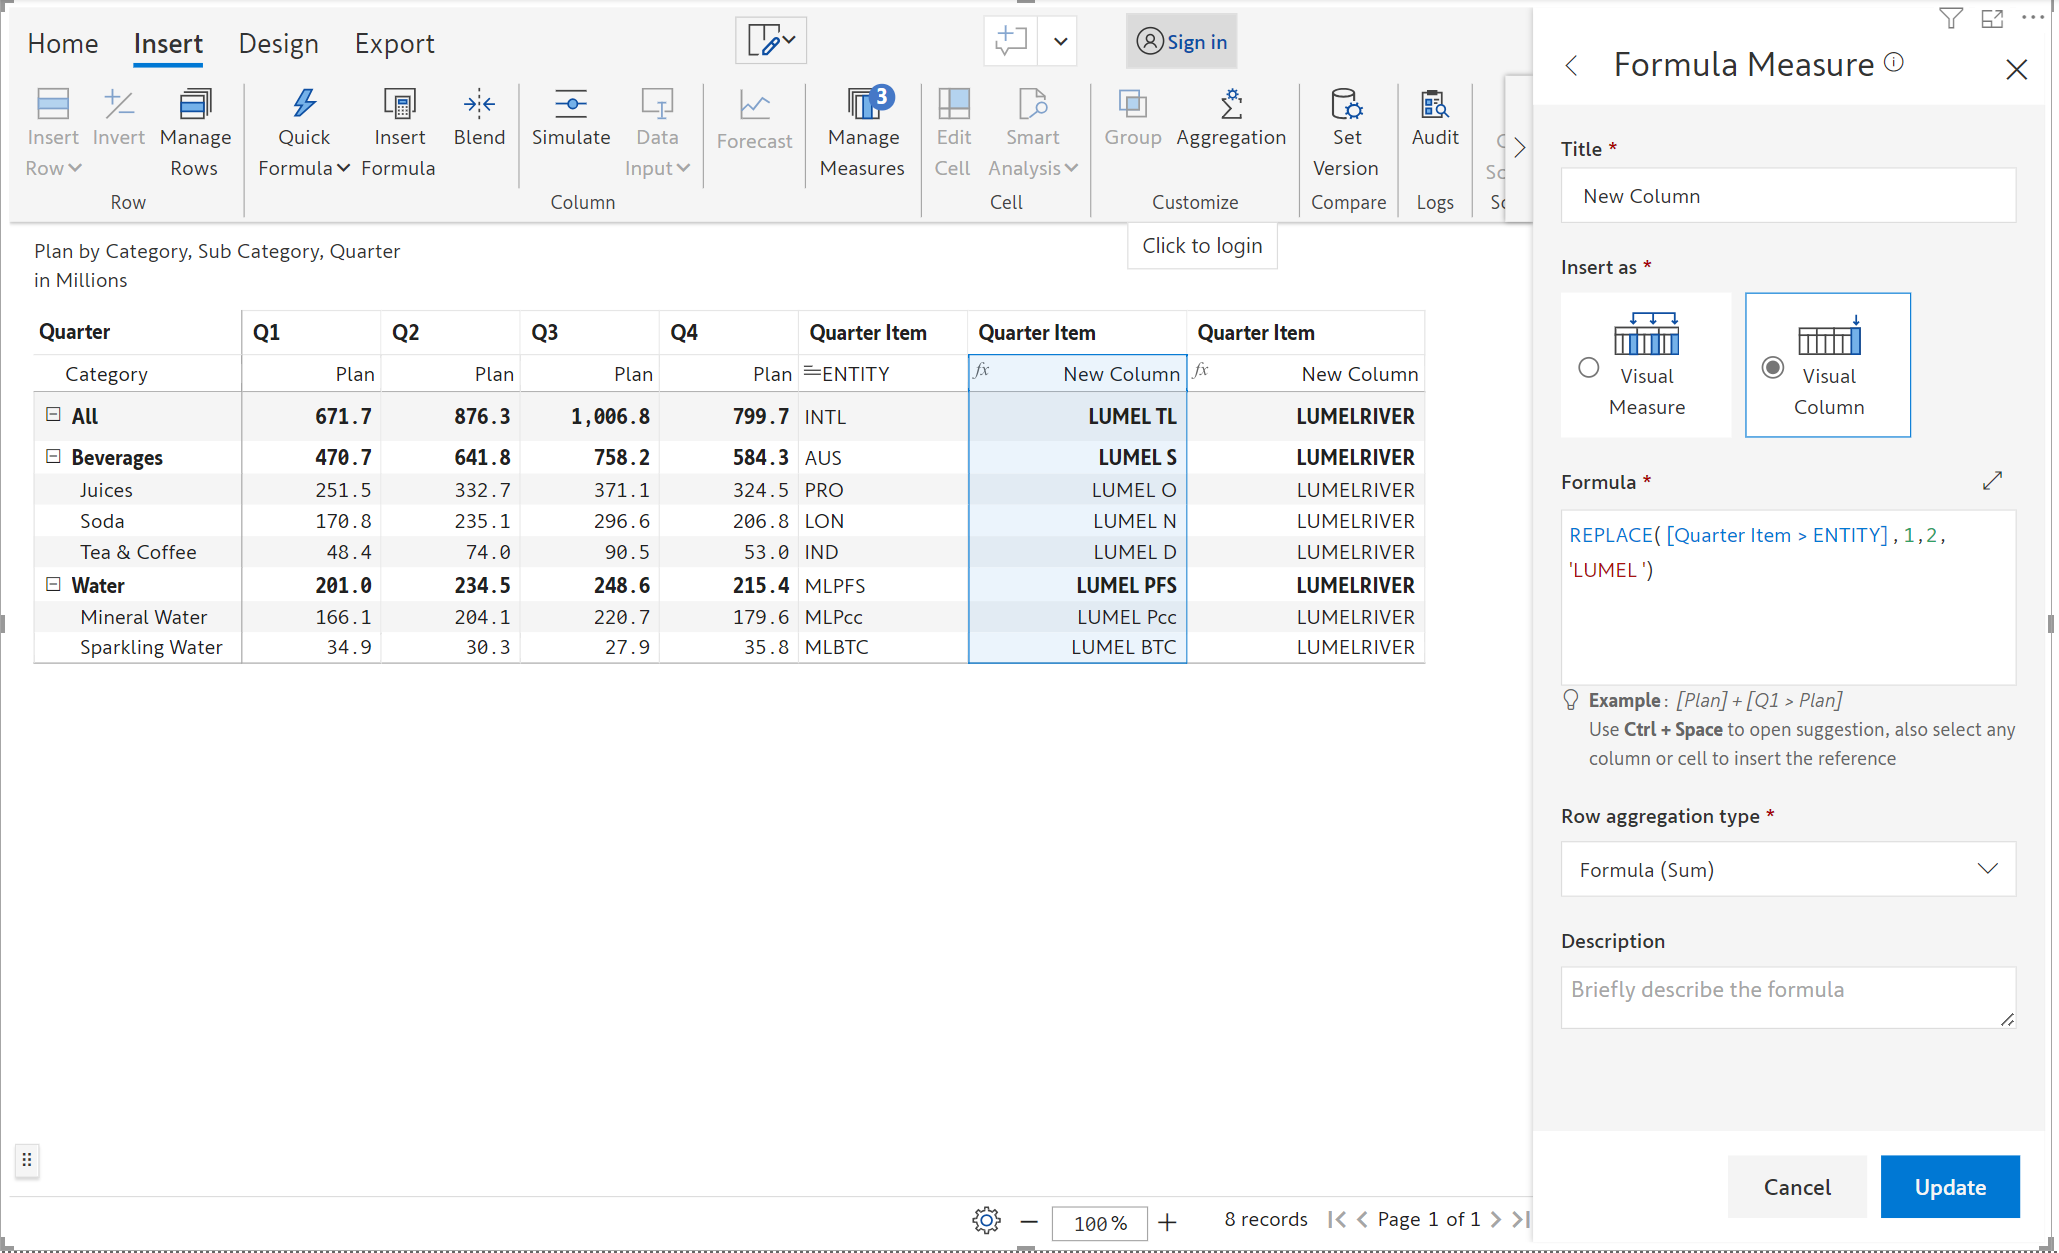 Home Insert Design Export Sign in
Insert Row Invert Manage Rows Quick Formula Insert Formula Blend Simulate Data Input Forecast 3 Manage Measures Edit Cell Smart Analysis Group Aggregation Set Version Audit
Row Column Cell Customize Compare Logs
Click to login
Plan by Category, Sub Category, Quarter
in Millions
Quarter Q1 Q2 Q3 Q4 Quarter Item Quarter Item Quarter Item
Category Plan Plan Plan Plan ENTITY fx New Column fx New Column
All 671.7 876.3 1,006.8 799.7 INTL LUMEL TL LUMELRIVER
Beverages 470.7 641.8 758.2 584.3 AUS LUMEL S LUMELRIVER
Juices 251.5 332.7 371.1 324.5 PRO LUMEL O LUMELRIVER
Soda 170.8 235.1 296.6 206.8 LON LUMEL N LUMELRIVER
Tea & Coffee 48.4 74.0 90.5 53.0 IND LUMEL D LUMELRIVER
Water 201.0 234.5 248.6 215.4 MLPFS LUMEL PFS LUMELRIVER
Mineral Water 166.1 204.1 220.7 179.6 MLPcc LUMEL Pcc LUMELRIVER
Sparkling Water 34.9 30.3 27.9 35.8 MLBTC LUMEL BTC LUMELRIVER
100% 8 records Page 1 of 1
Formula Measure
Title *
New Column
Insert as *
Visual Measure
Visual Column
Formula *
REPLACE( [Quarter Item > ENTITY] ,1,2,
'LUMEL ')
Example : [Plan] + [Q1 > Plan]
Use Ctrl + Space to open suggestion, also select any
column or cell to insert the reference
Row aggregation type *
Formula (Sum)
Description
Briefly describe the formula
Cancel Update